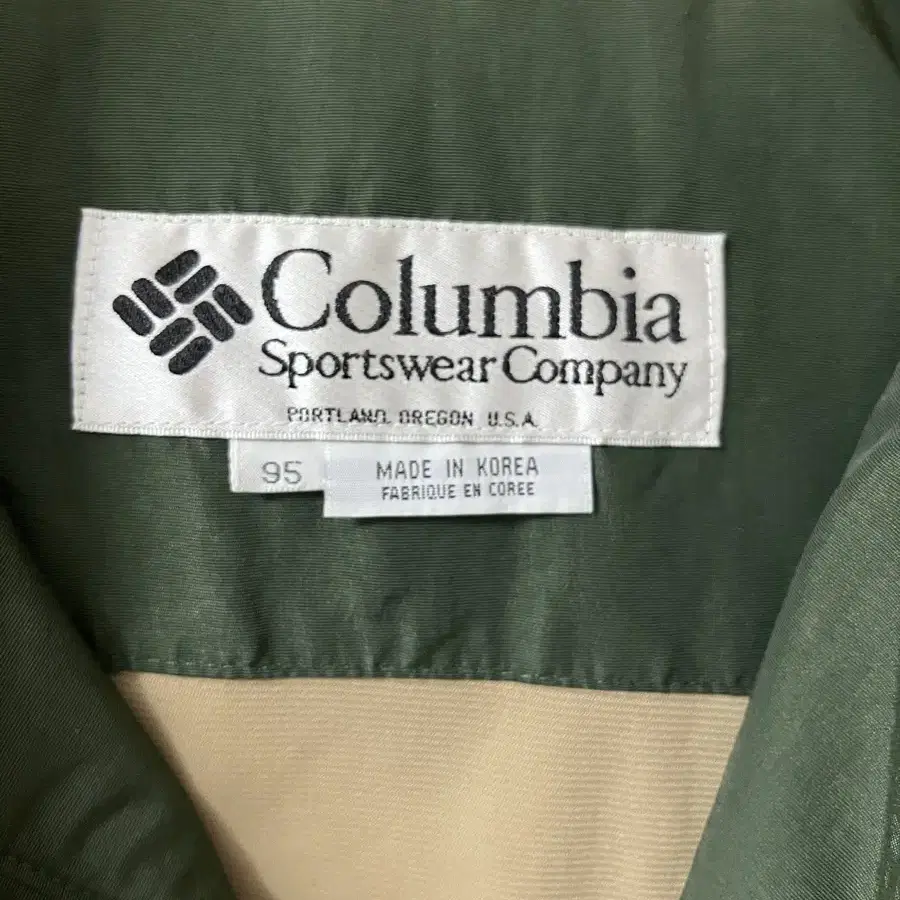 Columbia
Sportswear Company
PORTLAND, OREGON U.S.A.
95
MADE IN KOREA
FABRIQUE EN COREE